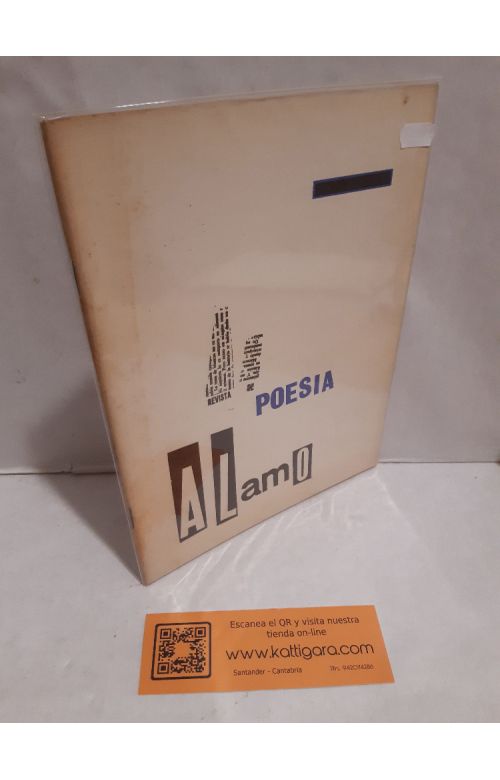 REVISTA
DE
POESIA
ALamO
Escanea el QR y visita nuestra
tienda on-line
www.kattigara.com
Santander - Cantabria